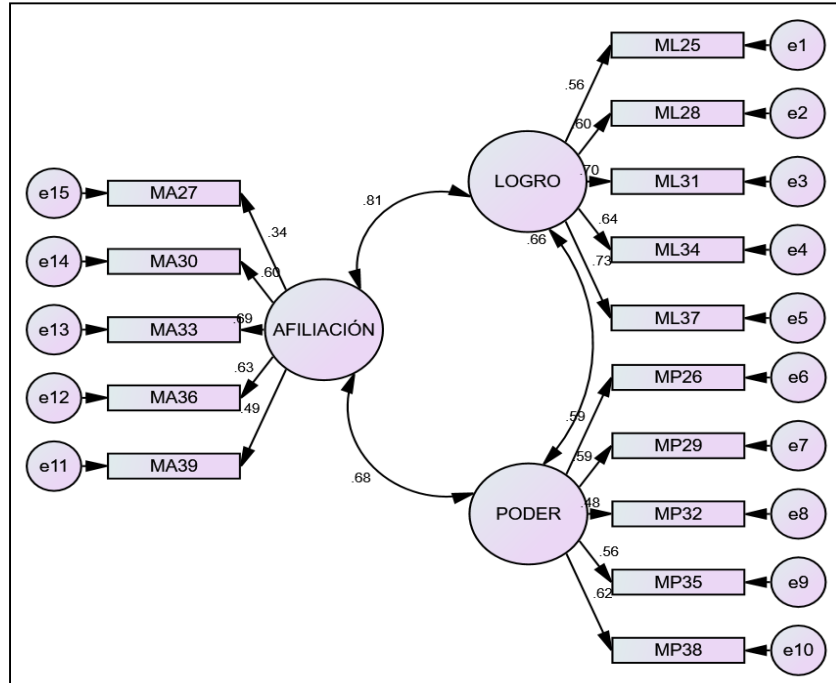 ML25
e1
.56
ML28
e2
.60
LOGRO
.70
ML31
e3
.64
ML34
e4
.73
ML37
e5
e15
MA27
.34
e14
MA30
.60
e13
MA33
.69
AFILIACIÓN
e12
MA36
.63
e11
MA39
.49
.81
.66
.68
MP26
e6
.59
MP29
e7
.59
PODER
.48
MP32
e8
.56
MP35
e9
.62
MP38
e10